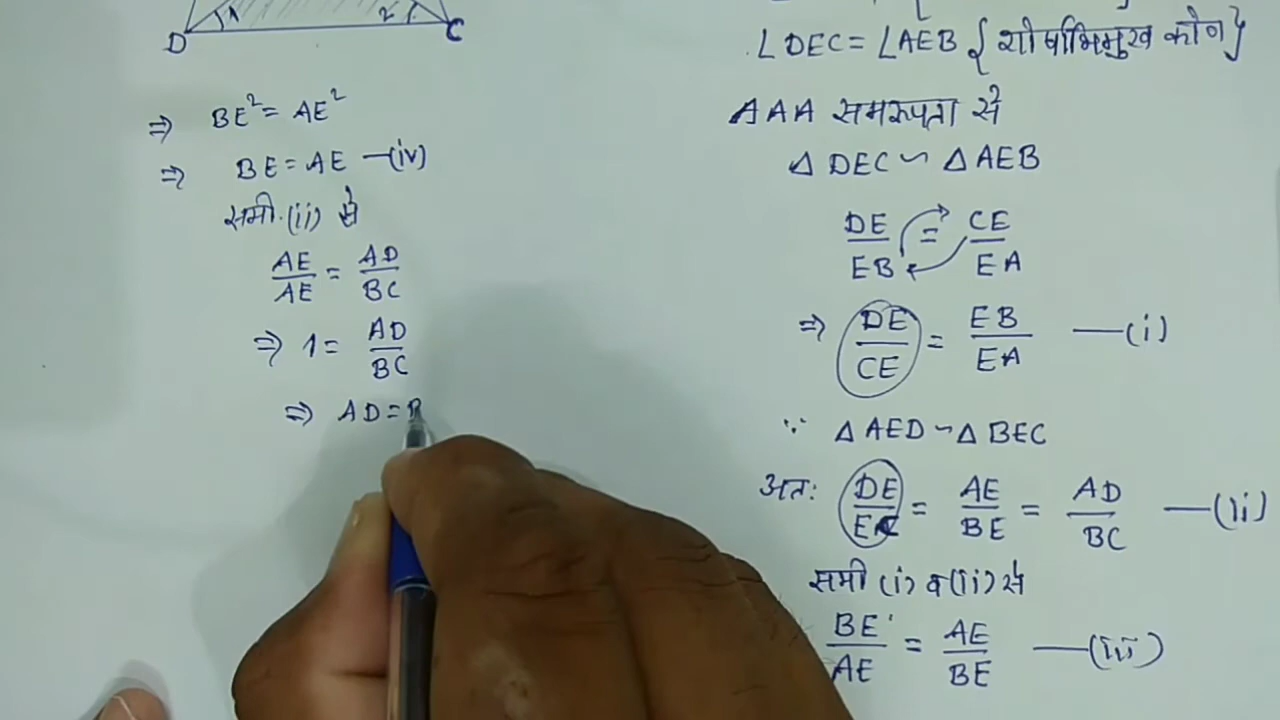 1 2
D C
⇒ BE² = AE²
⇒ BE = AE —(iv)
समी. (ii) से
AE/AE = AD/BC
⇒ 1 = AD/BC
⇒ AD = B
∠DEC = ∠AEB {शीर्षाभिमुख कोण}
AAA समरूपता से
Δ DEC ~ Δ AEB
DE/EB = CE/EA
⇒ DE/CE = EB/EA —(i)
∵ Δ AED ~ Δ BEC
अतः DE/EC = AE/BE = AD/BC —(ii)
समी (i) व (ii) से
BE/AE = AE/BE —(iii)